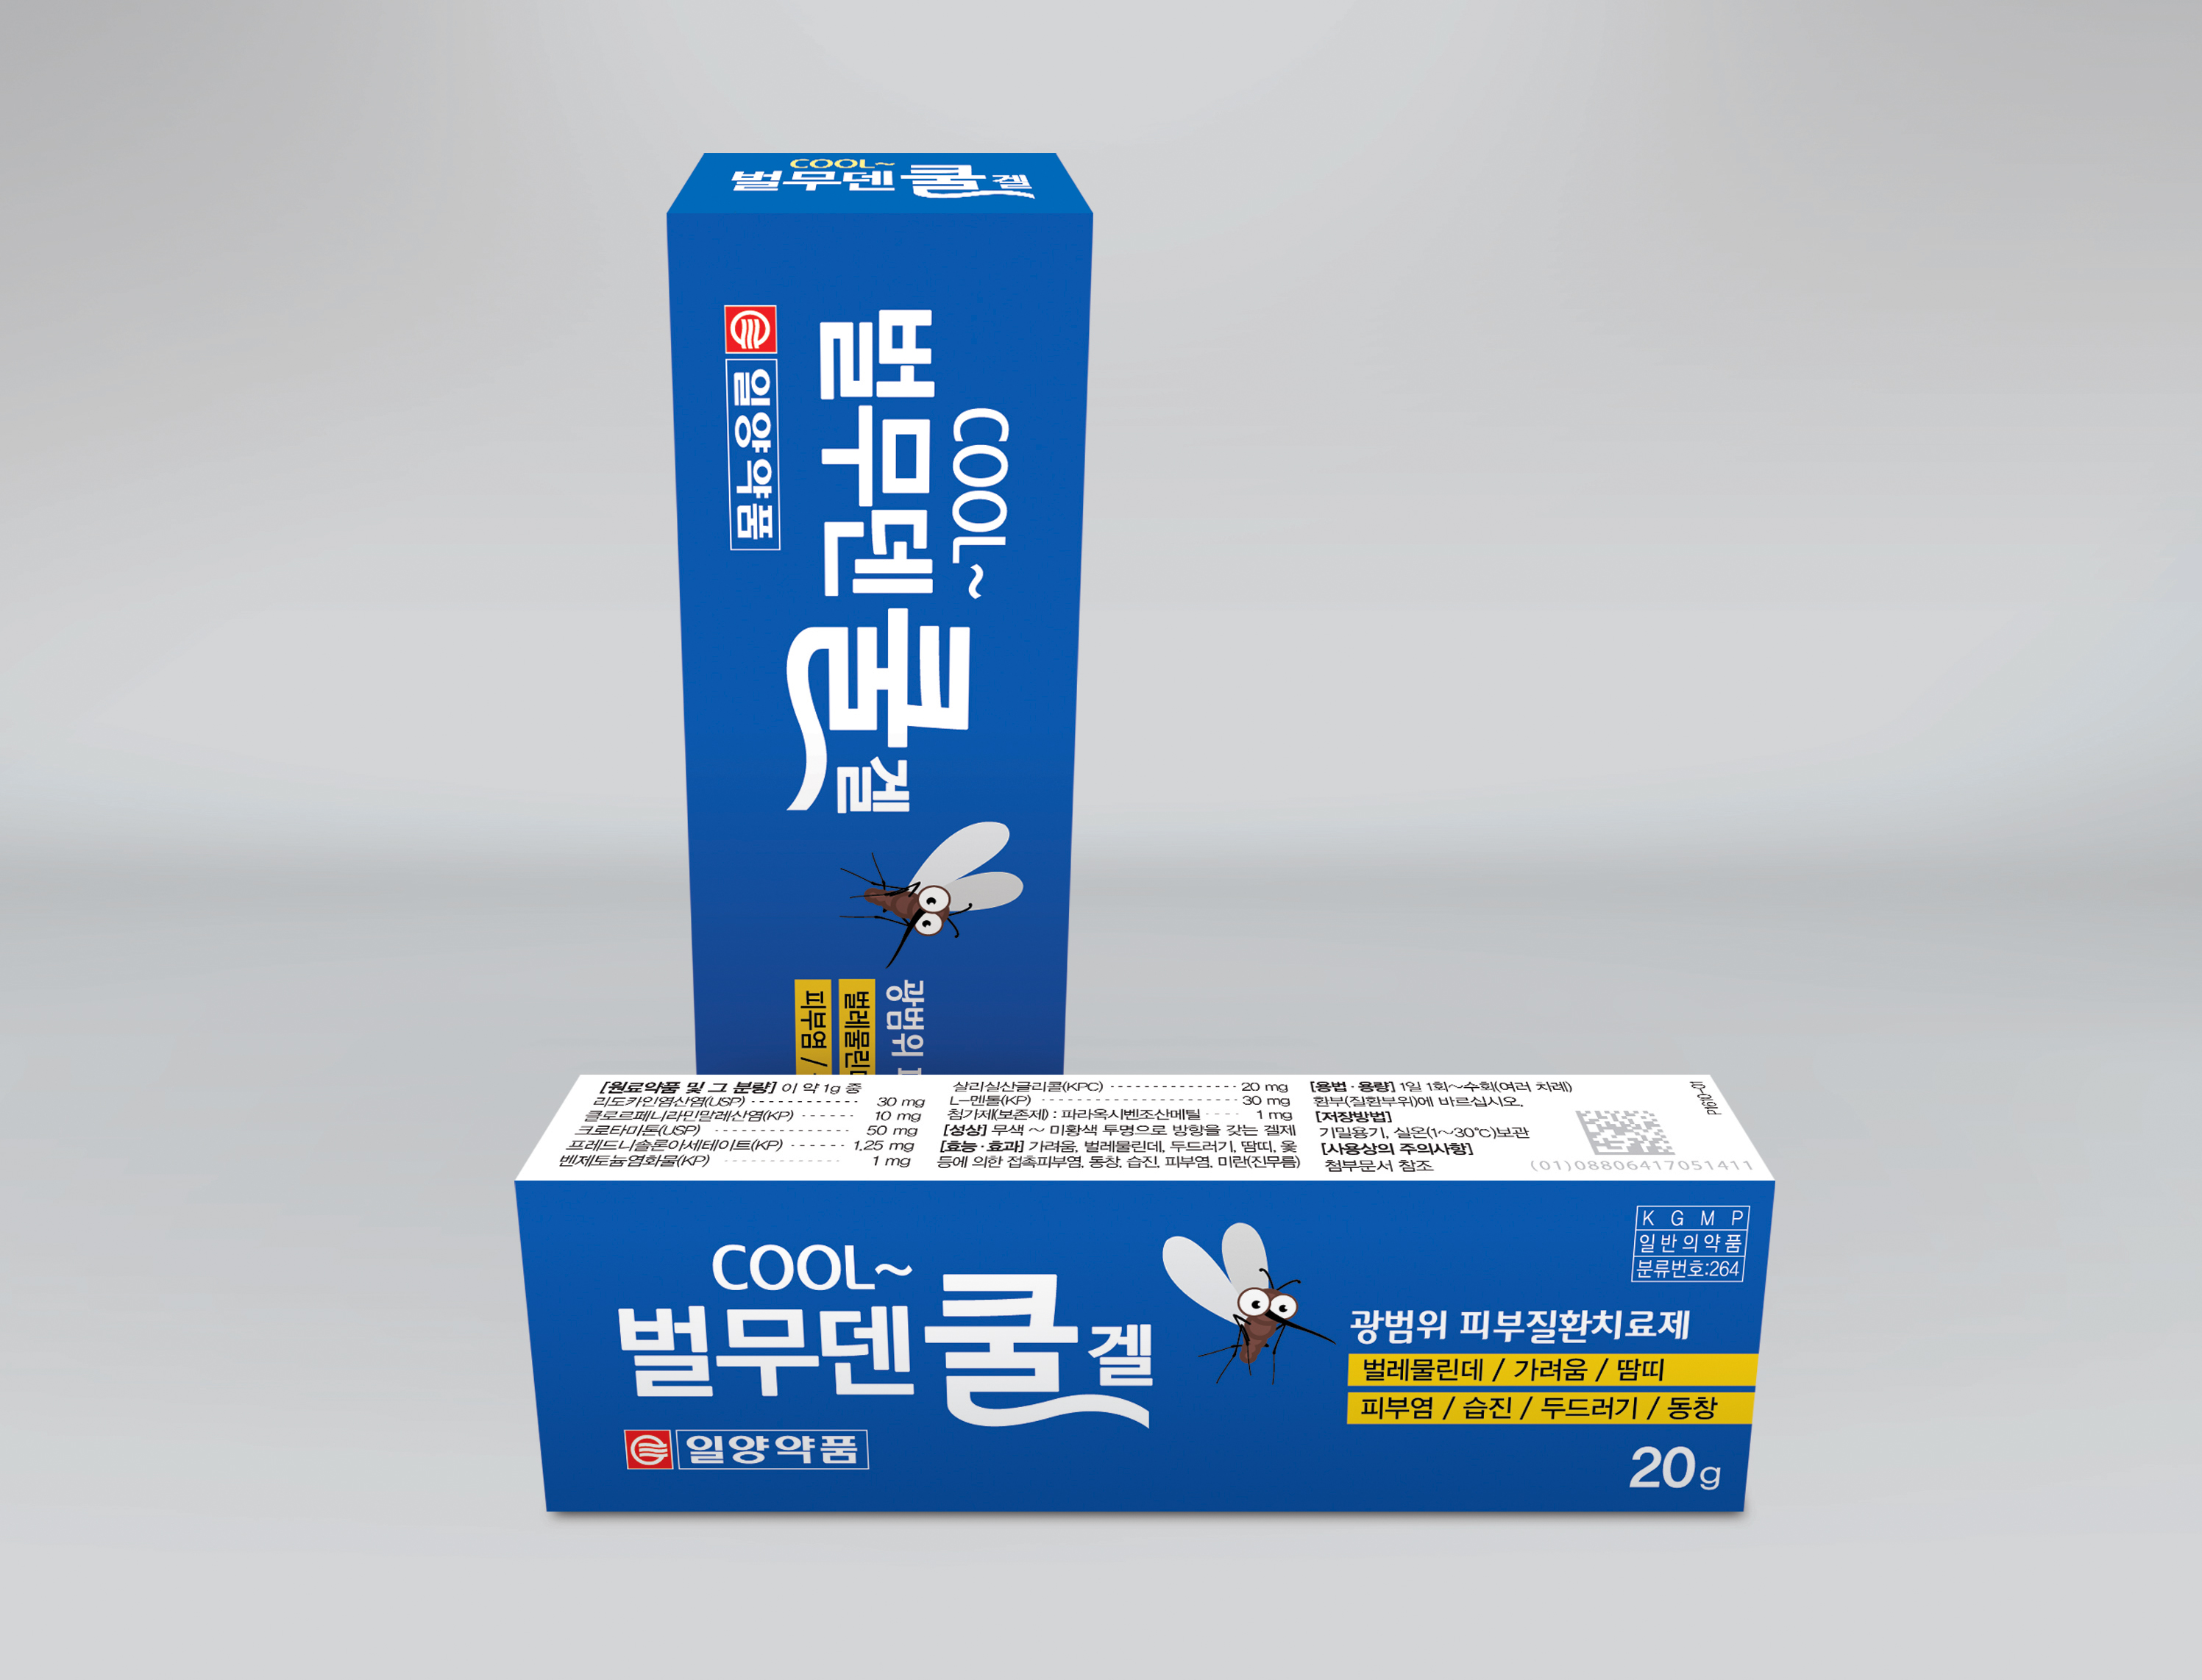 COOL~
벌무덴쿨겔
COOL~
벌무덴쿨겔
일양약품
광범위
벌레물린데
피부염 /
[원료약품 및 그 분량] 이 약 1g 중
리도카인염산염(USP) 30 mg
클로르페니라민말레산염(KP) 10 mg
크로타미톤(USP) 50 mg
프레드니솔론아세테이트(KP) 1.25 mg
벤제토늄염화물(KP) 1 mg
살리실산글리콜(KPC) 20 mg
L-멘톨(KP) 30 mg
첨가제(보존제) : 파라옥시벤조산메틸 1 mg
[성상] 무색 ~ 미황색 투명으로 방향을 갖는 겔제
[효능·효과] 가려움, 벌레물린데, 두드러기, 땀띠, 옻
등에 의한 접촉피부염, 동창, 습진, 피부염, 미란(진무름)
[용법·용량] 1일 1회~수회(여러 차례)
환부(질환부위)에 바르십시오.
[저장방법]
기밀용기, 실온(1~30℃)보관
[사용상의 주의사항]
첨부문서 참조
(01)08806417051411
K G M P
일반의약품
분류번호:264
COOL~
벌무덴쿨겔
일양약품
광범위 피부질환치료제
벌레물린데 / 가려움 / 땀띠
피부염 / 습진 / 두드러기 / 동창
20g